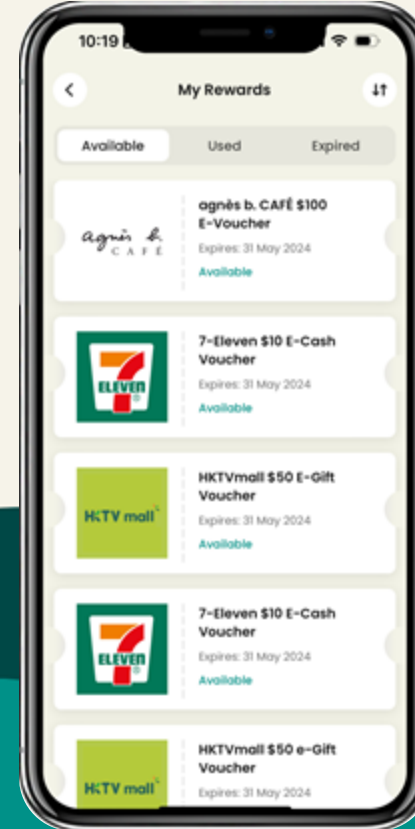 10:19
My Rewards
Available Used Expired
agnès b.
CAFÉ
agnès b. CAFÉ $100
E-Voucher
Expires: 31 May 2024
Available
7
ELEVEN
®
7-Eleven $10 E-Cash
Voucher
Expires: 31 May 2024
Available
HKTV mall
HKTVmall $50 E-Gift
Voucher
Expires: 31 May 2024
Available
7
ELEVEN
®
7-Eleven $10 E-Cash
Voucher
Expires: 31 May 2024
Available
HKTV mall
HKTVmall $50 e-Gift
Voucher
Expires: 31 May 2024